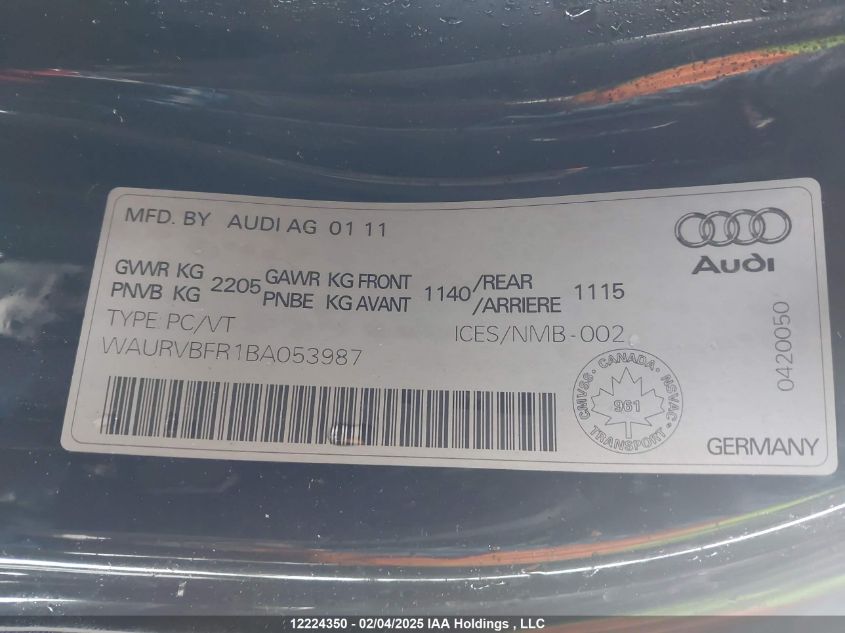 MFD. BY AUDI AG 01 11
Audi
GVWR KG 2205 GAWR KG FRONT 1140 /REAR 1115
PNVB KG PNBE KG AVANT /ARRIERE
TYPE: PC/VT ICES/NMB-002
WAURVBFR1BA053987
0420050
CMVSS - CANADA - NSVAC
961
TRANSPORT
GERMANY
12224350 - 02/04/2025 IAA Holdings , LLC